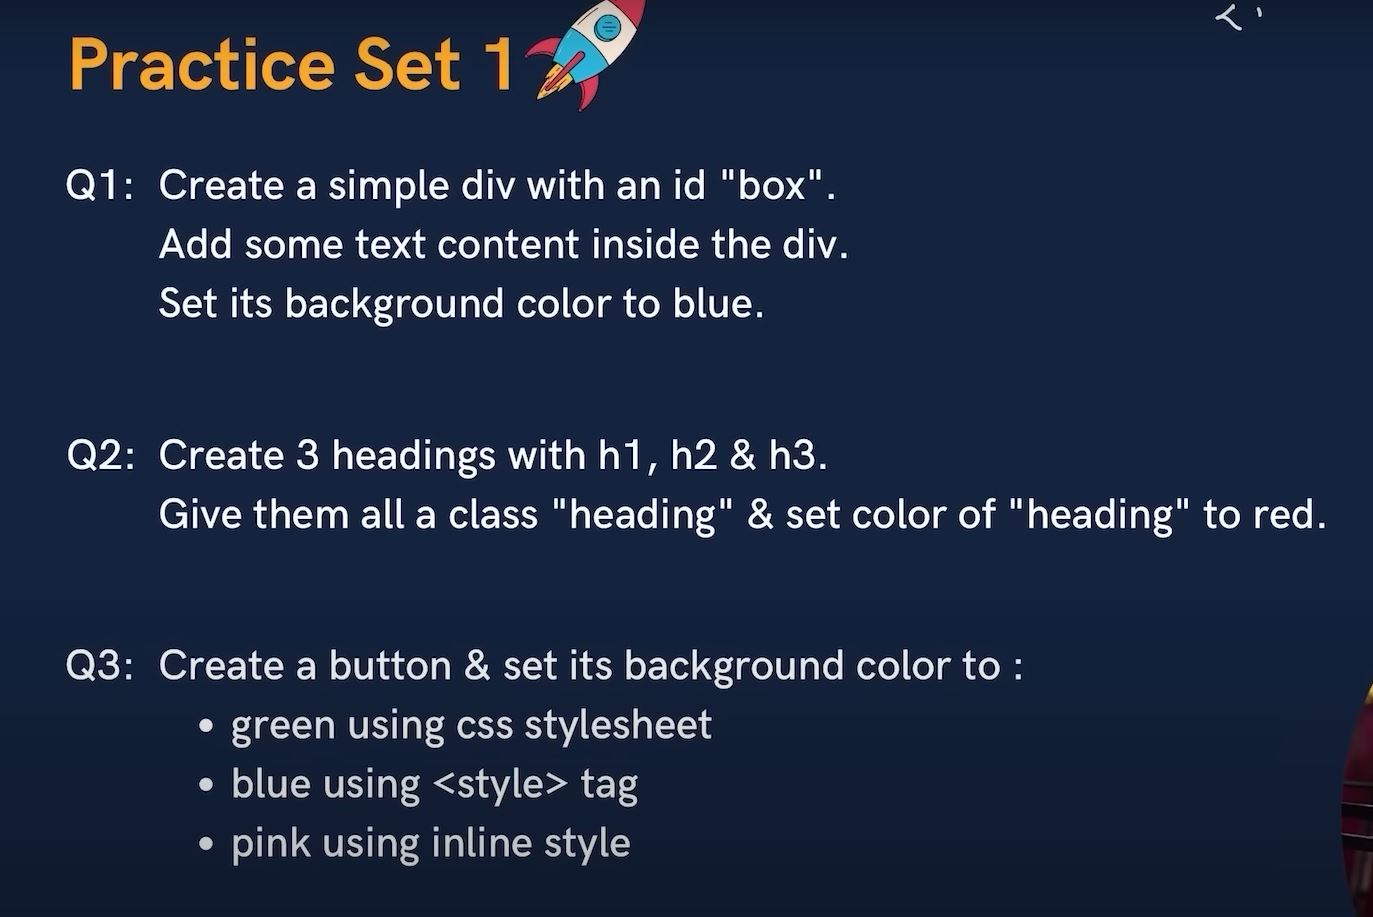 Practice Set 1
Q1: Create a simple div with an id "box".
Add some text content inside the div.
Set its background color to blue.
Q2: Create 3 headings with h1, h2 & h3.
Give them all a class "heading" & set color of "heading" to red.
Q3: Create a button & set its background color to :
• green using css stylesheet
• blue using <style> tag
• pink using inline style